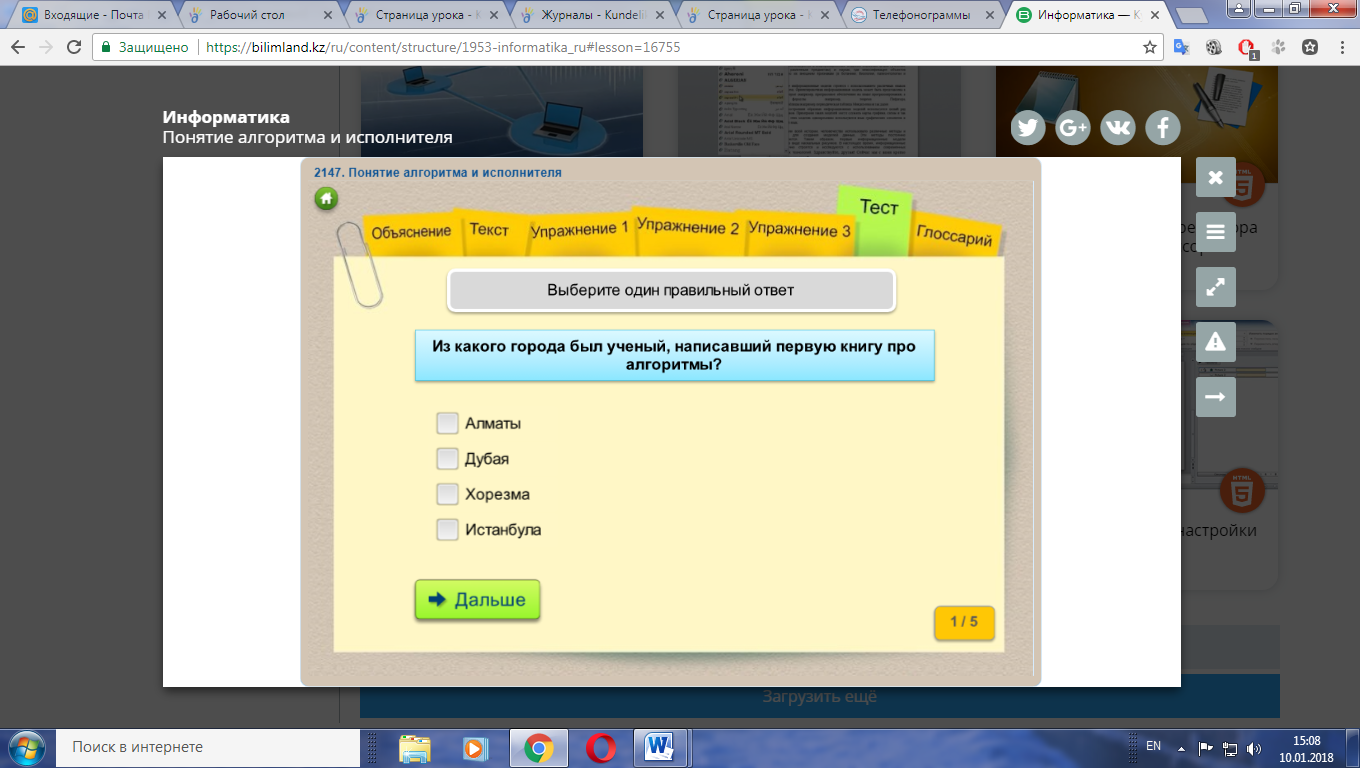 Входящие - Почта
Рабочий стол
Страница урока - K
Журналы - Kundeli
Страница урока - K
Телефонограммы
Информатика — K
Защищено
https://bilimland.kz/ru/content/structure/1953-informatika_ru#lesson=16755
1
Информатика
Понятие алгоритма и исполнителя
2147. Понятие алгоритма и исполнителя
Объяснение
Текст
Упражнение 1
Упражнение 2
Упражнение 3
Тест
Глоссарий
Выберите один правильный ответ
Из какого города был ученый, написавший первую книгу про
алгоритмы?
Алматы
Дубая
Хорезма
Истанбула
Дальше
1 / 5
HTML
5
настройки
Загрузить ещё
Поиск в интернете
EN
15:08
10.01.2018